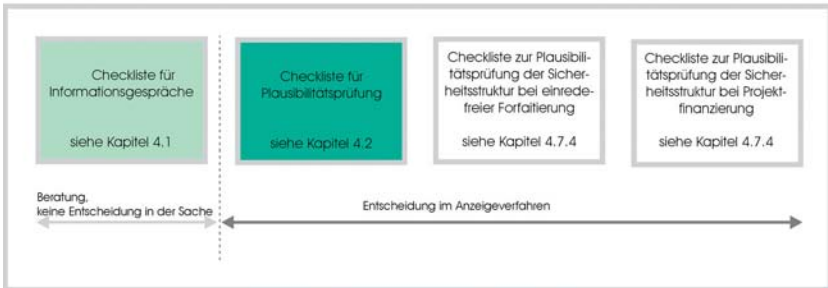 Checkliste für
Informationsgespräche
siehe Kapitel 4.1
Checkliste für
Plausibilitätsprüfung
siehe Kapitel 4.2
Checkliste zur Plausibili-
tätsprüfung der Sicher-
heitsstruktur bei einrede-
freier Forfaitierung
siehe Kapitel 4.7.4
Checkliste zur Plausibili-
tätsprüfung der Sicher-
heitsstruktur bei Projekt-
finanzierung
siehe Kapitel 4.7.4
Beratung,
keine Entscheidung in der Sache
Entscheidung im Anzeigeverfahren